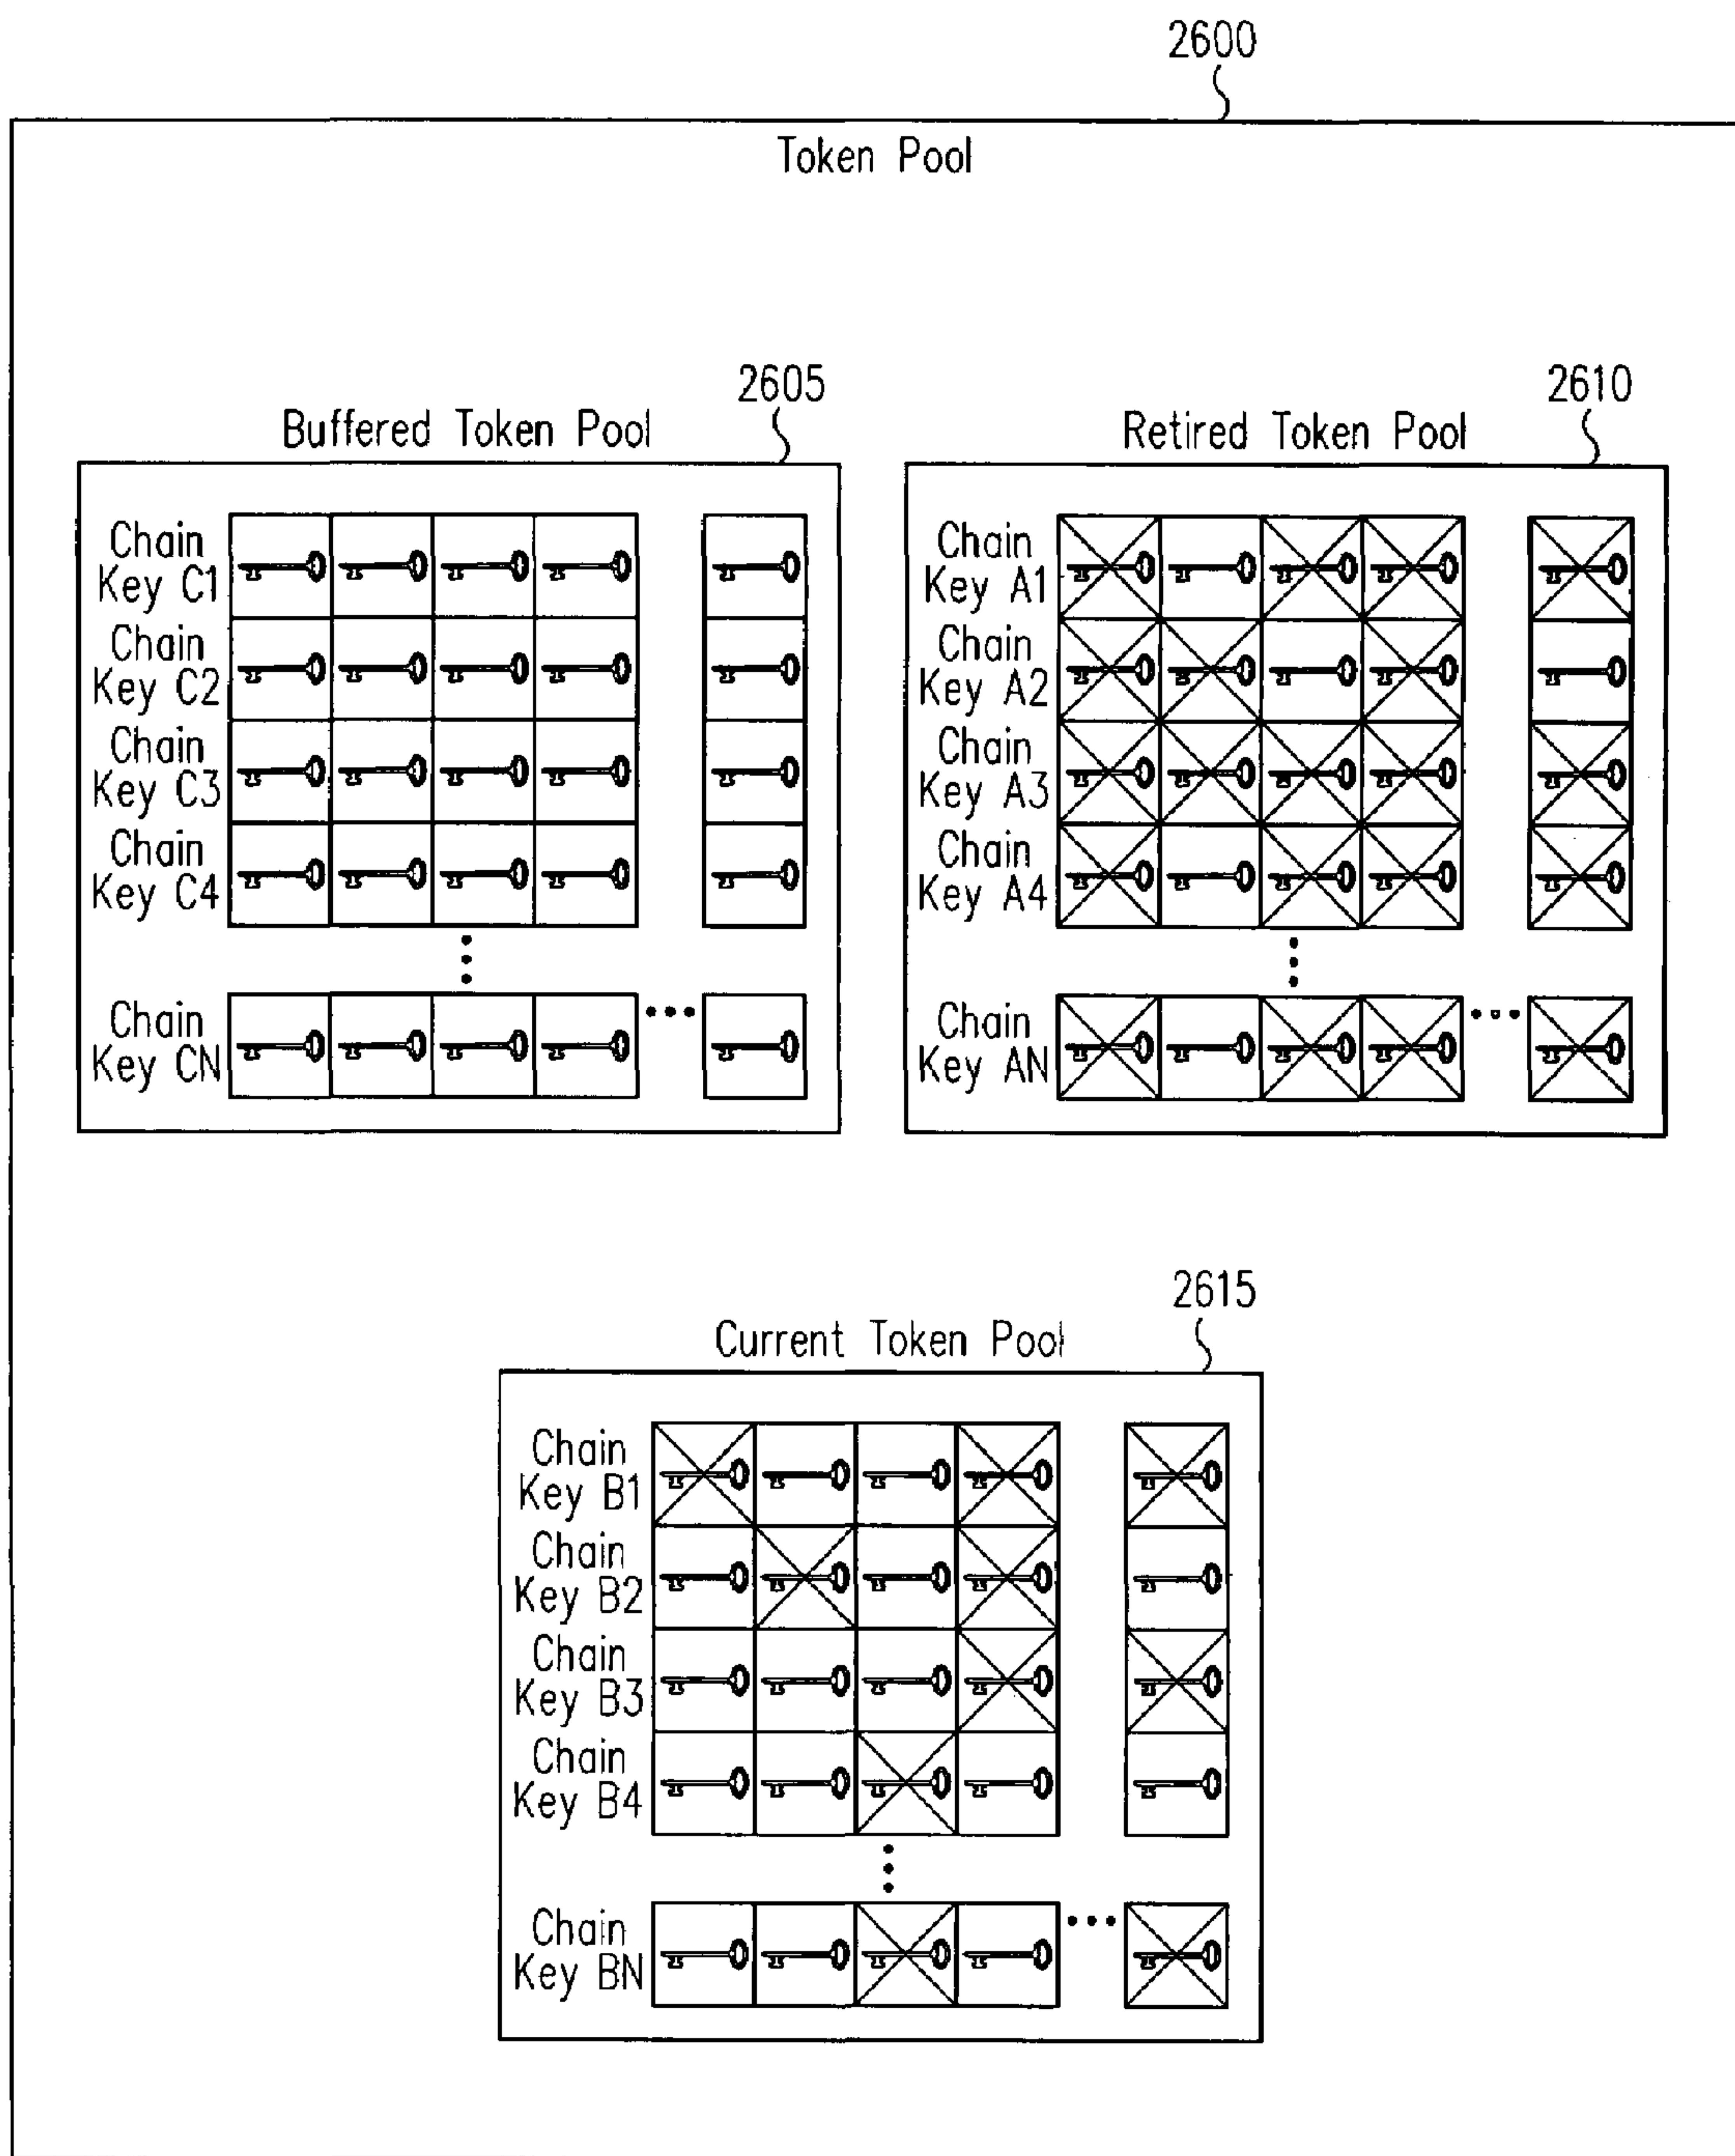 2600
Token Pool
2605
Buffered Token Pool
Chain
Key C1
Chain
Key C2
Chain
Key C3
Chain
Key C4
Chain
Key CN
2610
Retired Token Pool
Chain
Key A1
Chain
Key A2
Chain
Key A3
Chain
Key A4
Chain
Key AN
2615
Current Token Pool
Chain
Key B1
Chain
Key B2
Chain
Key B3
Chain
Key B4
Chain
Key BN